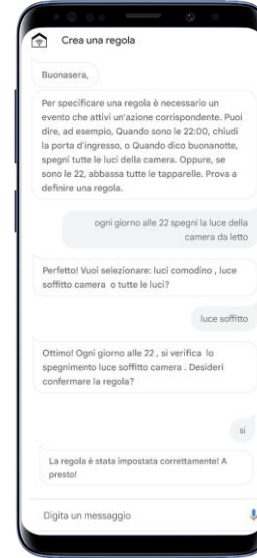 Crea una regola
Buonasera,
Per specificare una regola è necessario un
evento che attivi un'azione corrispondente. Puoi
dire, ad esempio, Quando sono le 22:00, chiudi
la porta d'ingresso, o Quando dico buonanotte,
spegni tutte le luci della camera. Oppure, se
sono le 22, abbassa tutte le tapparelle. Prova a
definire una regola.
ogni giorno alle 22 spegni la luce della
camera da letto
Perfetto! Vuoi selezionare: luci comodino , luce
soffitto camera o tutte le luci?
luce soffitto
Ottimo! Ogni giorno alle 22 , si verifica lo
spegnimento luce soffitto camera . Desideri
confermare la regola?
si
La regola è stata impostata correttamente! A
presto!
Digita un messaggio